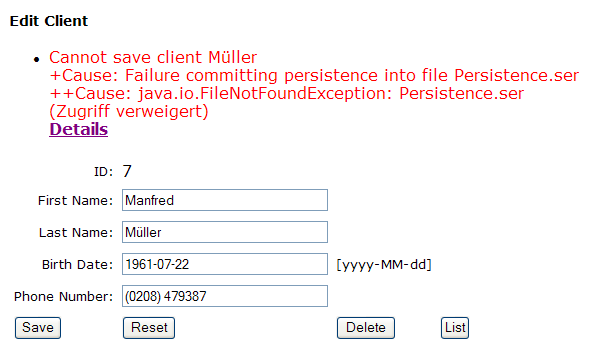 Edit Client
Cannot save client Müller
+Cause: Failure committing persistence into file Persistence.ser
++Cause: java.io.FileNotFoundException: Persistence.ser
(Zugriff verweigert)
Details
ID: 7
First Name: Manfred
Last Name: Müller
Birth Date: 1961-07-22 [yyyy-MM-dd]
Phone Number: (0208) 479387
Save Reset Delete List